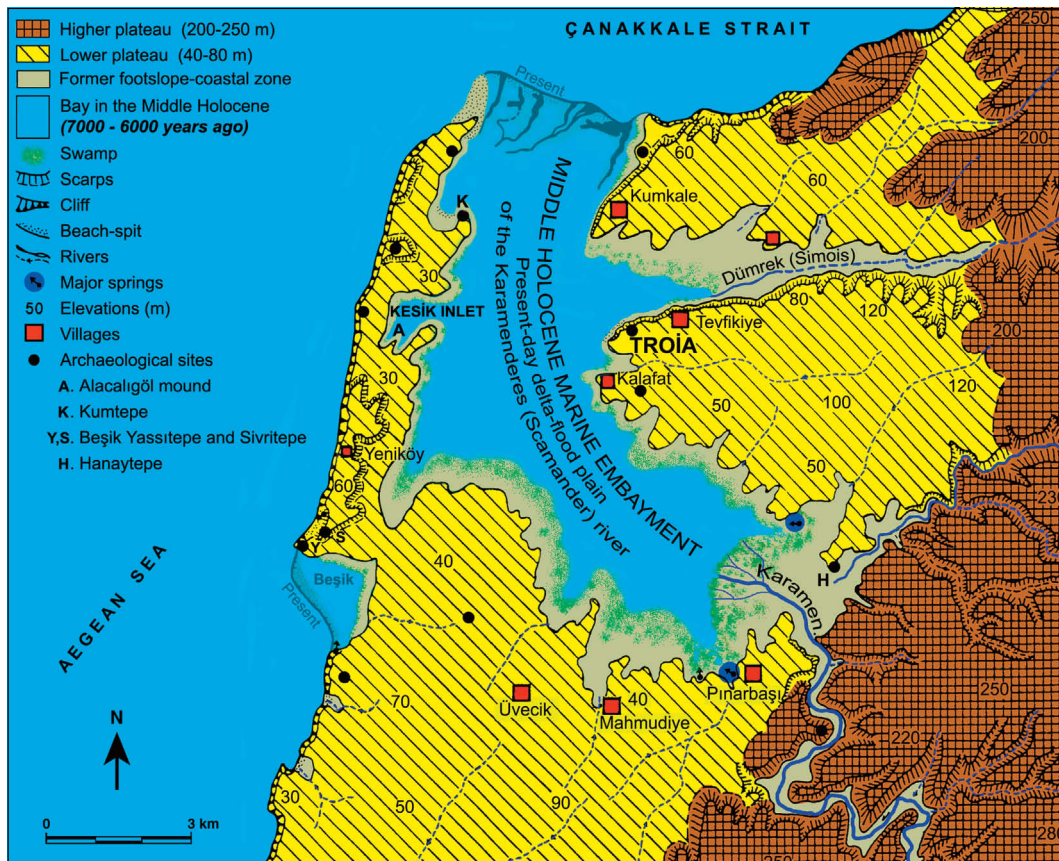 Higher plateau (200-250 m)
Lower plateau (40-80 m)
Former footslope-coastal zone
Bay in the Middle Holocene
(7000 - 6000 years ago)
Swamp
Scarps
Cliff
Beach-spit
Rivers
Major springs
50 Elevations (m)
Villages
Archaeological sites
A. Alacalıgöl mound
K. Kumtepe
Y,S. Beşik Yassıtepe and Sivritepe
H. Hanaytepe
ÇANAKKALE STRAIT
250
200
Present
60
60
Kumkale
K
30
Dümrek (Simois)
MIDDLE HOLOCENE MARINE EMBAYMENT
Present-day delta-flood plain
of the Karamenderes (Scamander) river
KESİK INLET
A
80
120
200
Tevfikiye
TROİA
30
Kalafat
50
100
120
Yeniköy
60
50
Y
S
40
Beşik
Present
H
Karamen.
AEGEAN SEA
Pınarbaşı
Üvecik
Mahmudiye
40
70
250
220
N
30
50
90
0
3 km
250
250
28